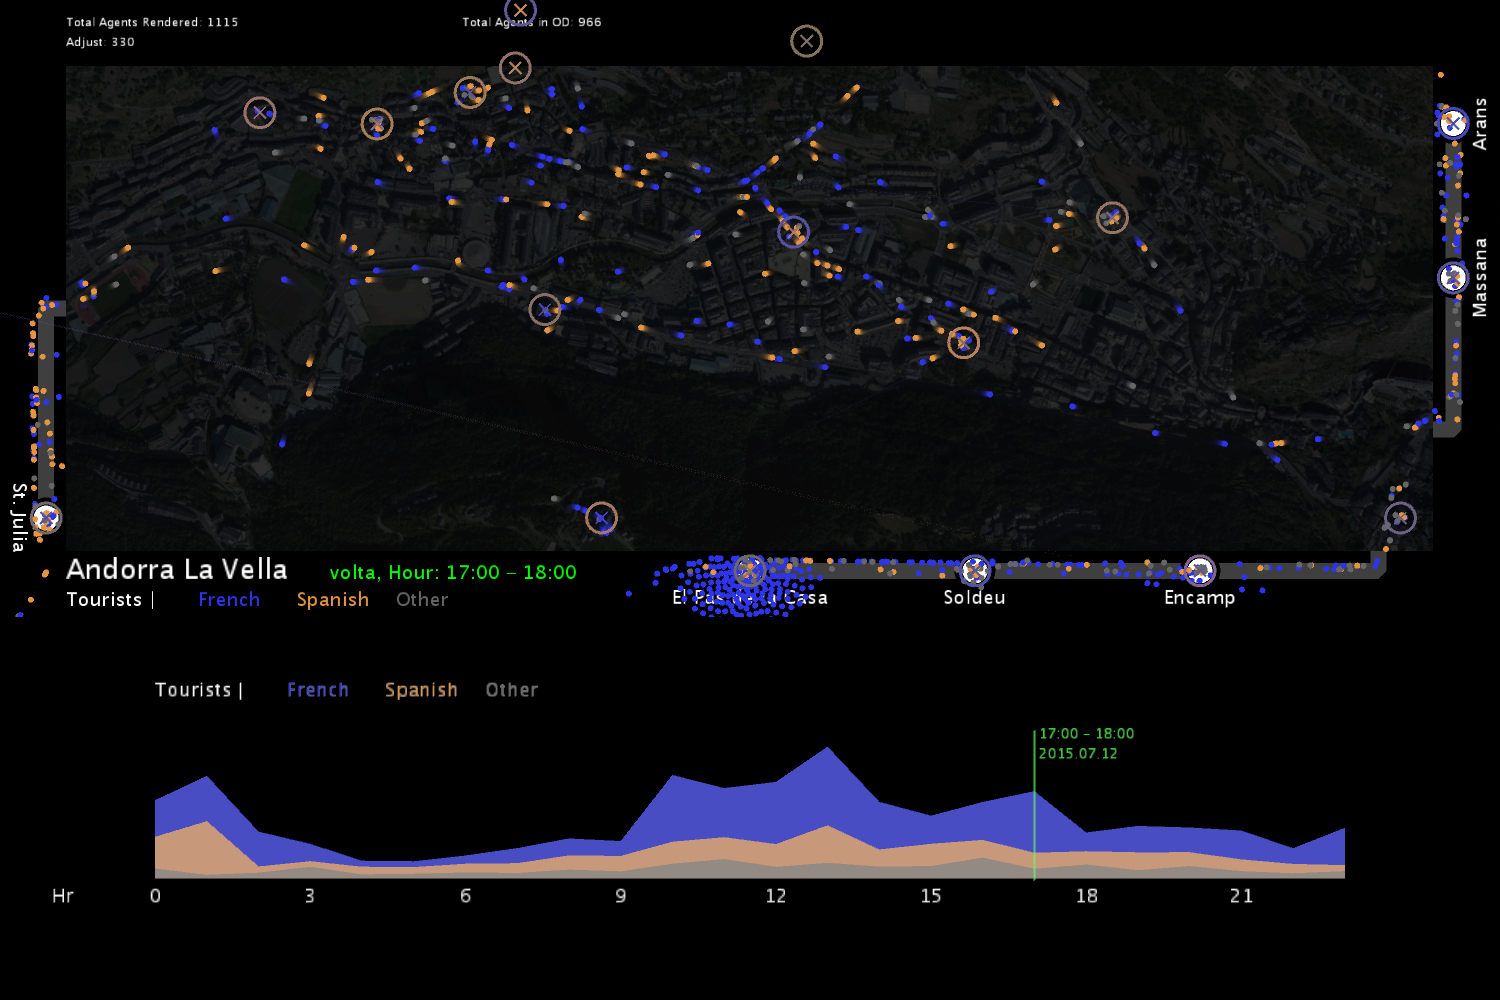 Total Agents Rendered: 1115
Total Agents in OD: 966
Adjust: 330
Arans
Massana
St. Julia
Andorra La Vella
volta, Hour: 17:00 – 18:00
Tourists | French Spanish Other
El Pas de la Casa
Soldeu
Encamp
Tourists | French Spanish Other
17:00 – 18:00
2015.07.12
Hr 0 3 6 9 12 15 18 21